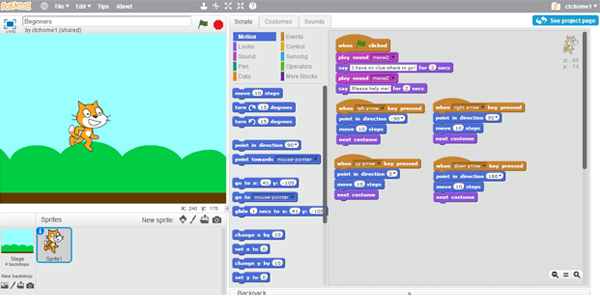 SCRATCH
File Edit Tips
ctchome1
Beginners
by ctchome1 (shared)
X: 240 Y: 170
Sprites New sprite:
Stage
4 backdrops
New backdrop:
Sprite1
Scripts Costumes Sounds
See project page
Motion Events
Looks Control
Sound Sensing
Pen Operators
Data More Blocks
move 10 steps
turn 15 degrees
turn 15 degrees
point in direction 90
point towards mouse-pointer
go to x: 41 y: -105
go to mouse-pointer
glide 1 secs to x: 41 y: -105
change x by 10
set x to 0
change y by 10
set y to 0
when clicked
play sound meow2
say I have no clue where to go! for 2 secs
play sound meow2
say Please help me! for 2 secs
when left arrow key pressed
point in direction -90
move 10 steps
next costume
when right arrow key pressed
point in direction 90
move 10 steps
next costume
when up arrow key pressed
point in direction 0
move 10 steps
next costume
when down arrow key pressed
point in direction 180
move 10 steps
next costume
x: -48
y: -14
Backpack